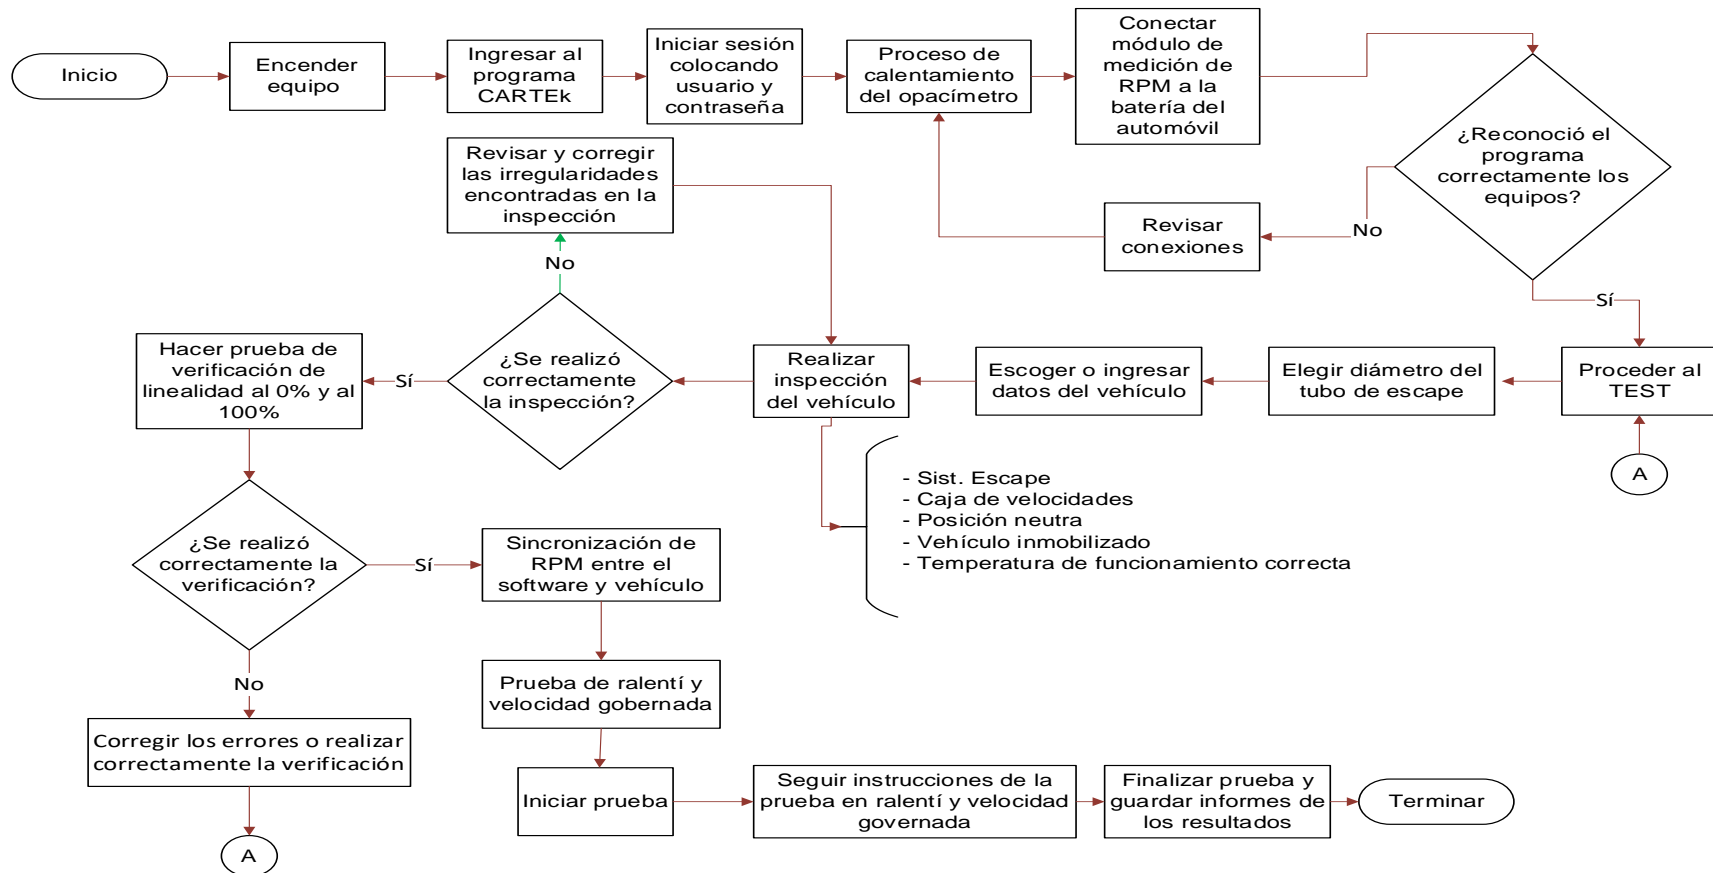 Inicio
Encender
equipo
Ingresar al
programa
CARTEk
Iniciar sesión
colocando
usuario y
contraseña
Proceso de
calentamiento
del opacímetro
Conectar
módulo de
medición de
RPM a la
batería del
automóvil
¿Reconoció el
programa
correctamente los
equipos?
No
Revisar
conexiones
Sí
Proceder al
TEST
A
Elegir diámetro del
tubo de escape
Escoger o ingresar
datos del vehículo
Realizar
inspección
del vehículo
- Sist. Escape
- Caja de velocidades
- Posición neutra
- Vehículo inmobilizado
- Temperatura de funcionamiento correcta
¿Se realizó
correctamente
la inspección?
No
Revisar y corregir
las irregularidades
encontradas en la
inspección
Sí
Hacer prueba de
verificación de
linealidad al 0% y al
100%
¿Se realizó
correctamente la
verificación?
No
Corregir los errores o realizar
correctamente la verificación
A
Sí
Sincronización de
RPM entre el
software y vehículo
Prueba de ralentí y
velocidad gobernada
Iniciar prueba
Seguir instrucciones de la
prueba en ralentí y velocidad
governada
Finalizar prueba y
guardar informes de
los resultados
Terminar